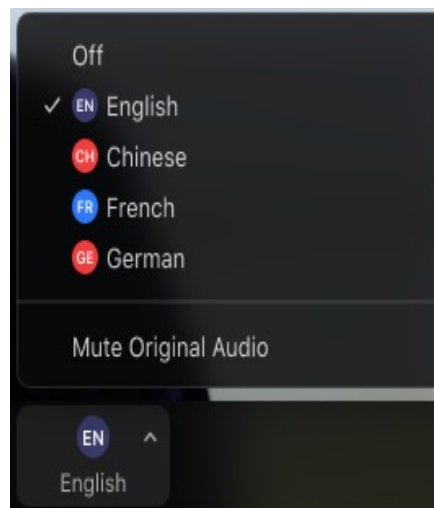 Off
EN English
CH Chinese
FR French
GE German
Mute Original Audio
EN
English